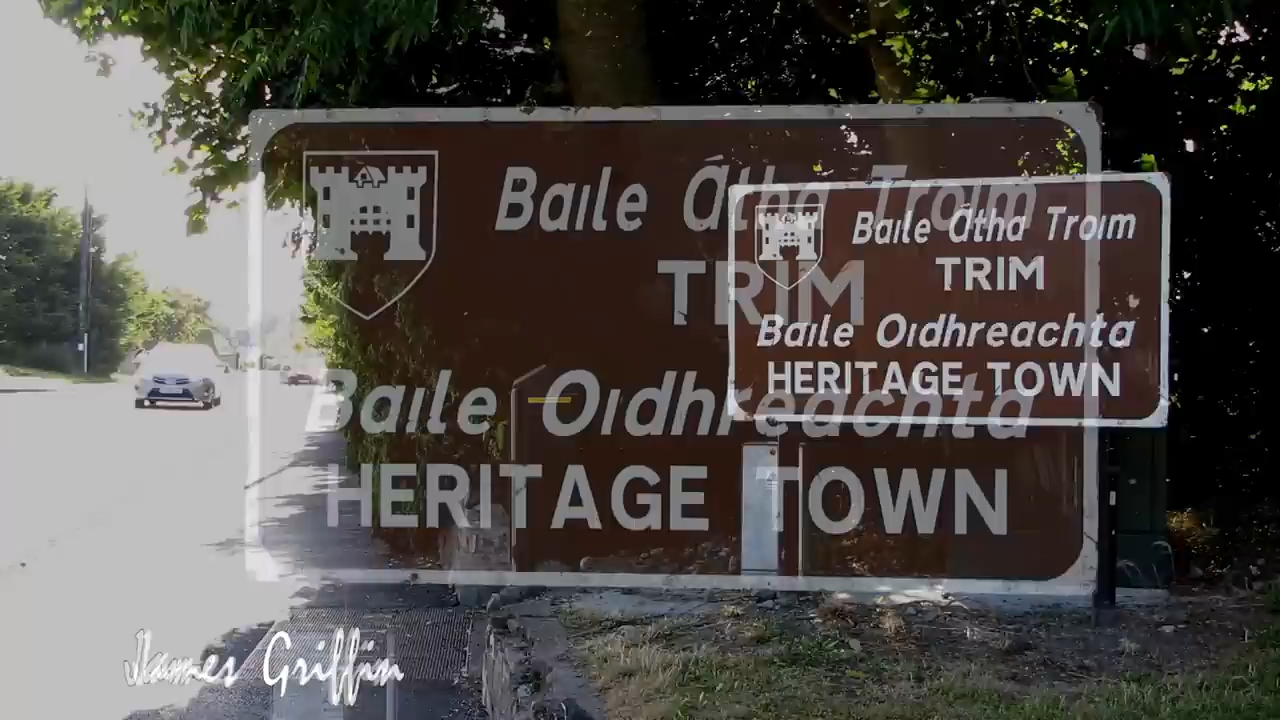 Baile Átha Troim
TRIM
Baile Oidhreachta
HERITAGE TOWN
Baile Átha Troim
TRIM
Baile Oidhreachta
HERITAGE TOWN
James Griffin